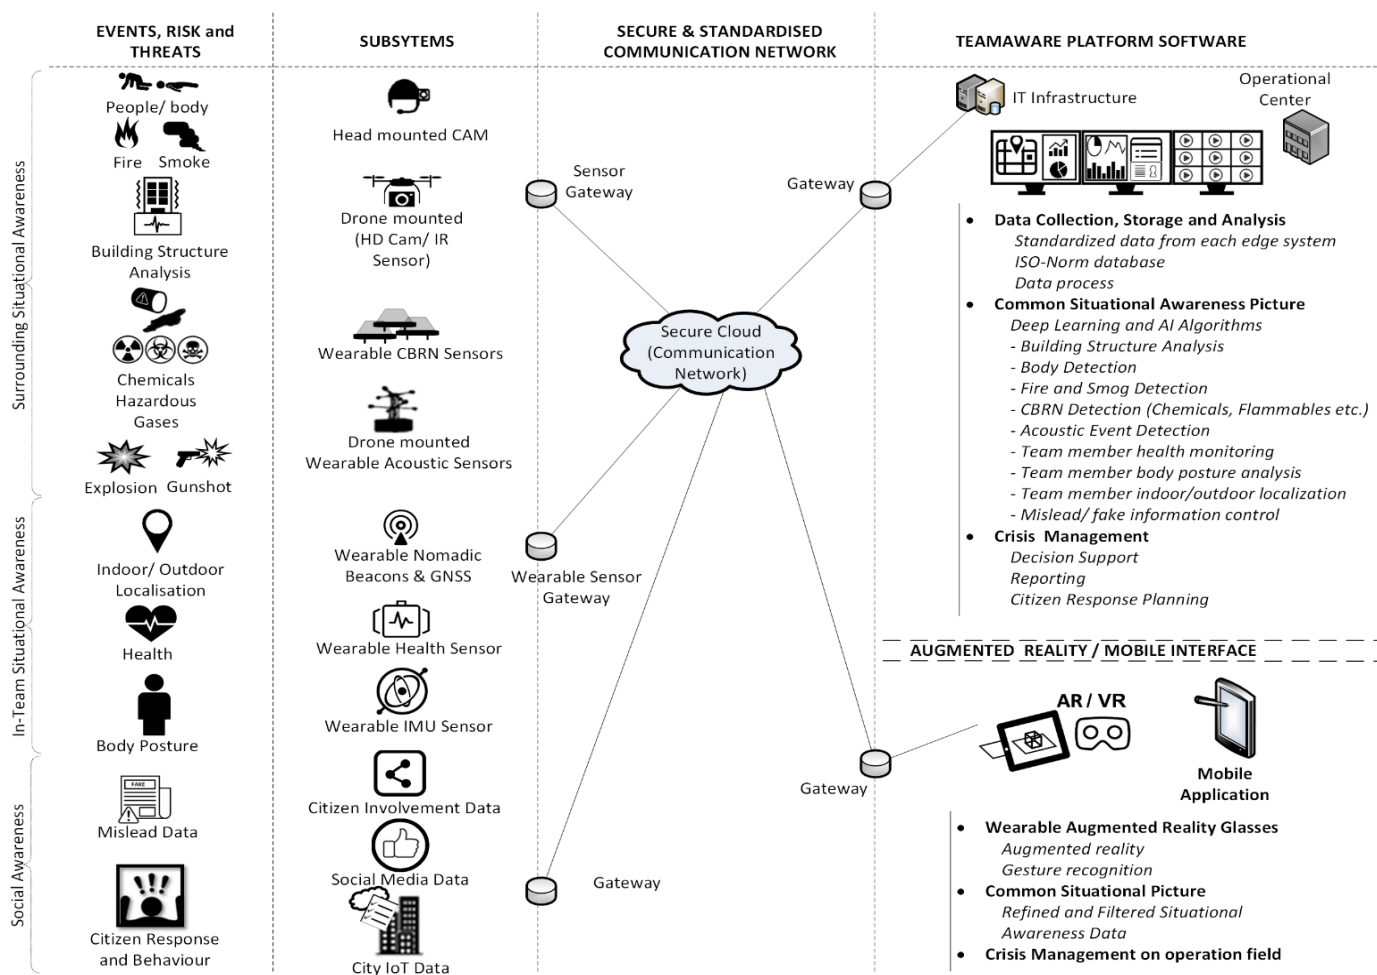 EVENTS, RISK and
THREATS
SUBSYTEMS
SECURE & STANDARDISED
COMMUNICATION NETWORK
TEAMAWARE PLATFORM SOFTWARE
Surrounding Situational Awareness
People/ body
Fire
Smoke
Building Structure
Analysis
Chemicals
Hazardous
Gases
Explosion
Gunshot
In-Team Situational Awareness
Indoor/ Outdoor
Localisation
Health
Body Posture
Social Awareness
FAKE
Mislead Data
Citizen Response
and Behaviour
Head mounted CAM
Drone mounted
(HD Cam/ IR
Sensor)
Wearable CBRN Sensors
Drone mounted
Wearable Acoustic Sensors
Wearable Nomadic
Beacons & GNSS
Wearable Health Sensor
Wearable IMU Sensor
Citizen Involvement Data
Social Media Data
City IoT Data
Sensor
Gateway
Gateway
Secure Cloud
(Communication
Network)
Wearable Sensor
Gateway
Gateway
Gateway
IT Infrastructure
Operational
Center
• Data Collection, Storage and Analysis
Standardized data from each edge system
ISO-Norm database
Data process
• Common Situational Awareness Picture
Deep Learning and AI Algorithms
- Building Structure Analysis
- Body Detection
- Fire and Smog Detection
- CBRN Detection (Chemicals, Flammables etc.)
- Acoustic Event Detection
- Team member health monitoring
- Team member body posture analysis
- Team member indoor/outdoor localization
- Mislead/ fake information control
• Crisis Management
Decision Support
Reporting
Citizen Response Planning
AUGMENTED REALITY / MOBILE INTERFACE
AR / VR
Mobile
Application
• Wearable Augmented Reality Glasses
Augmented reality
Gesture recognition
• Common Situational Picture
Refined and Filtered Situational
Awareness Data
• Crisis Management on operation field